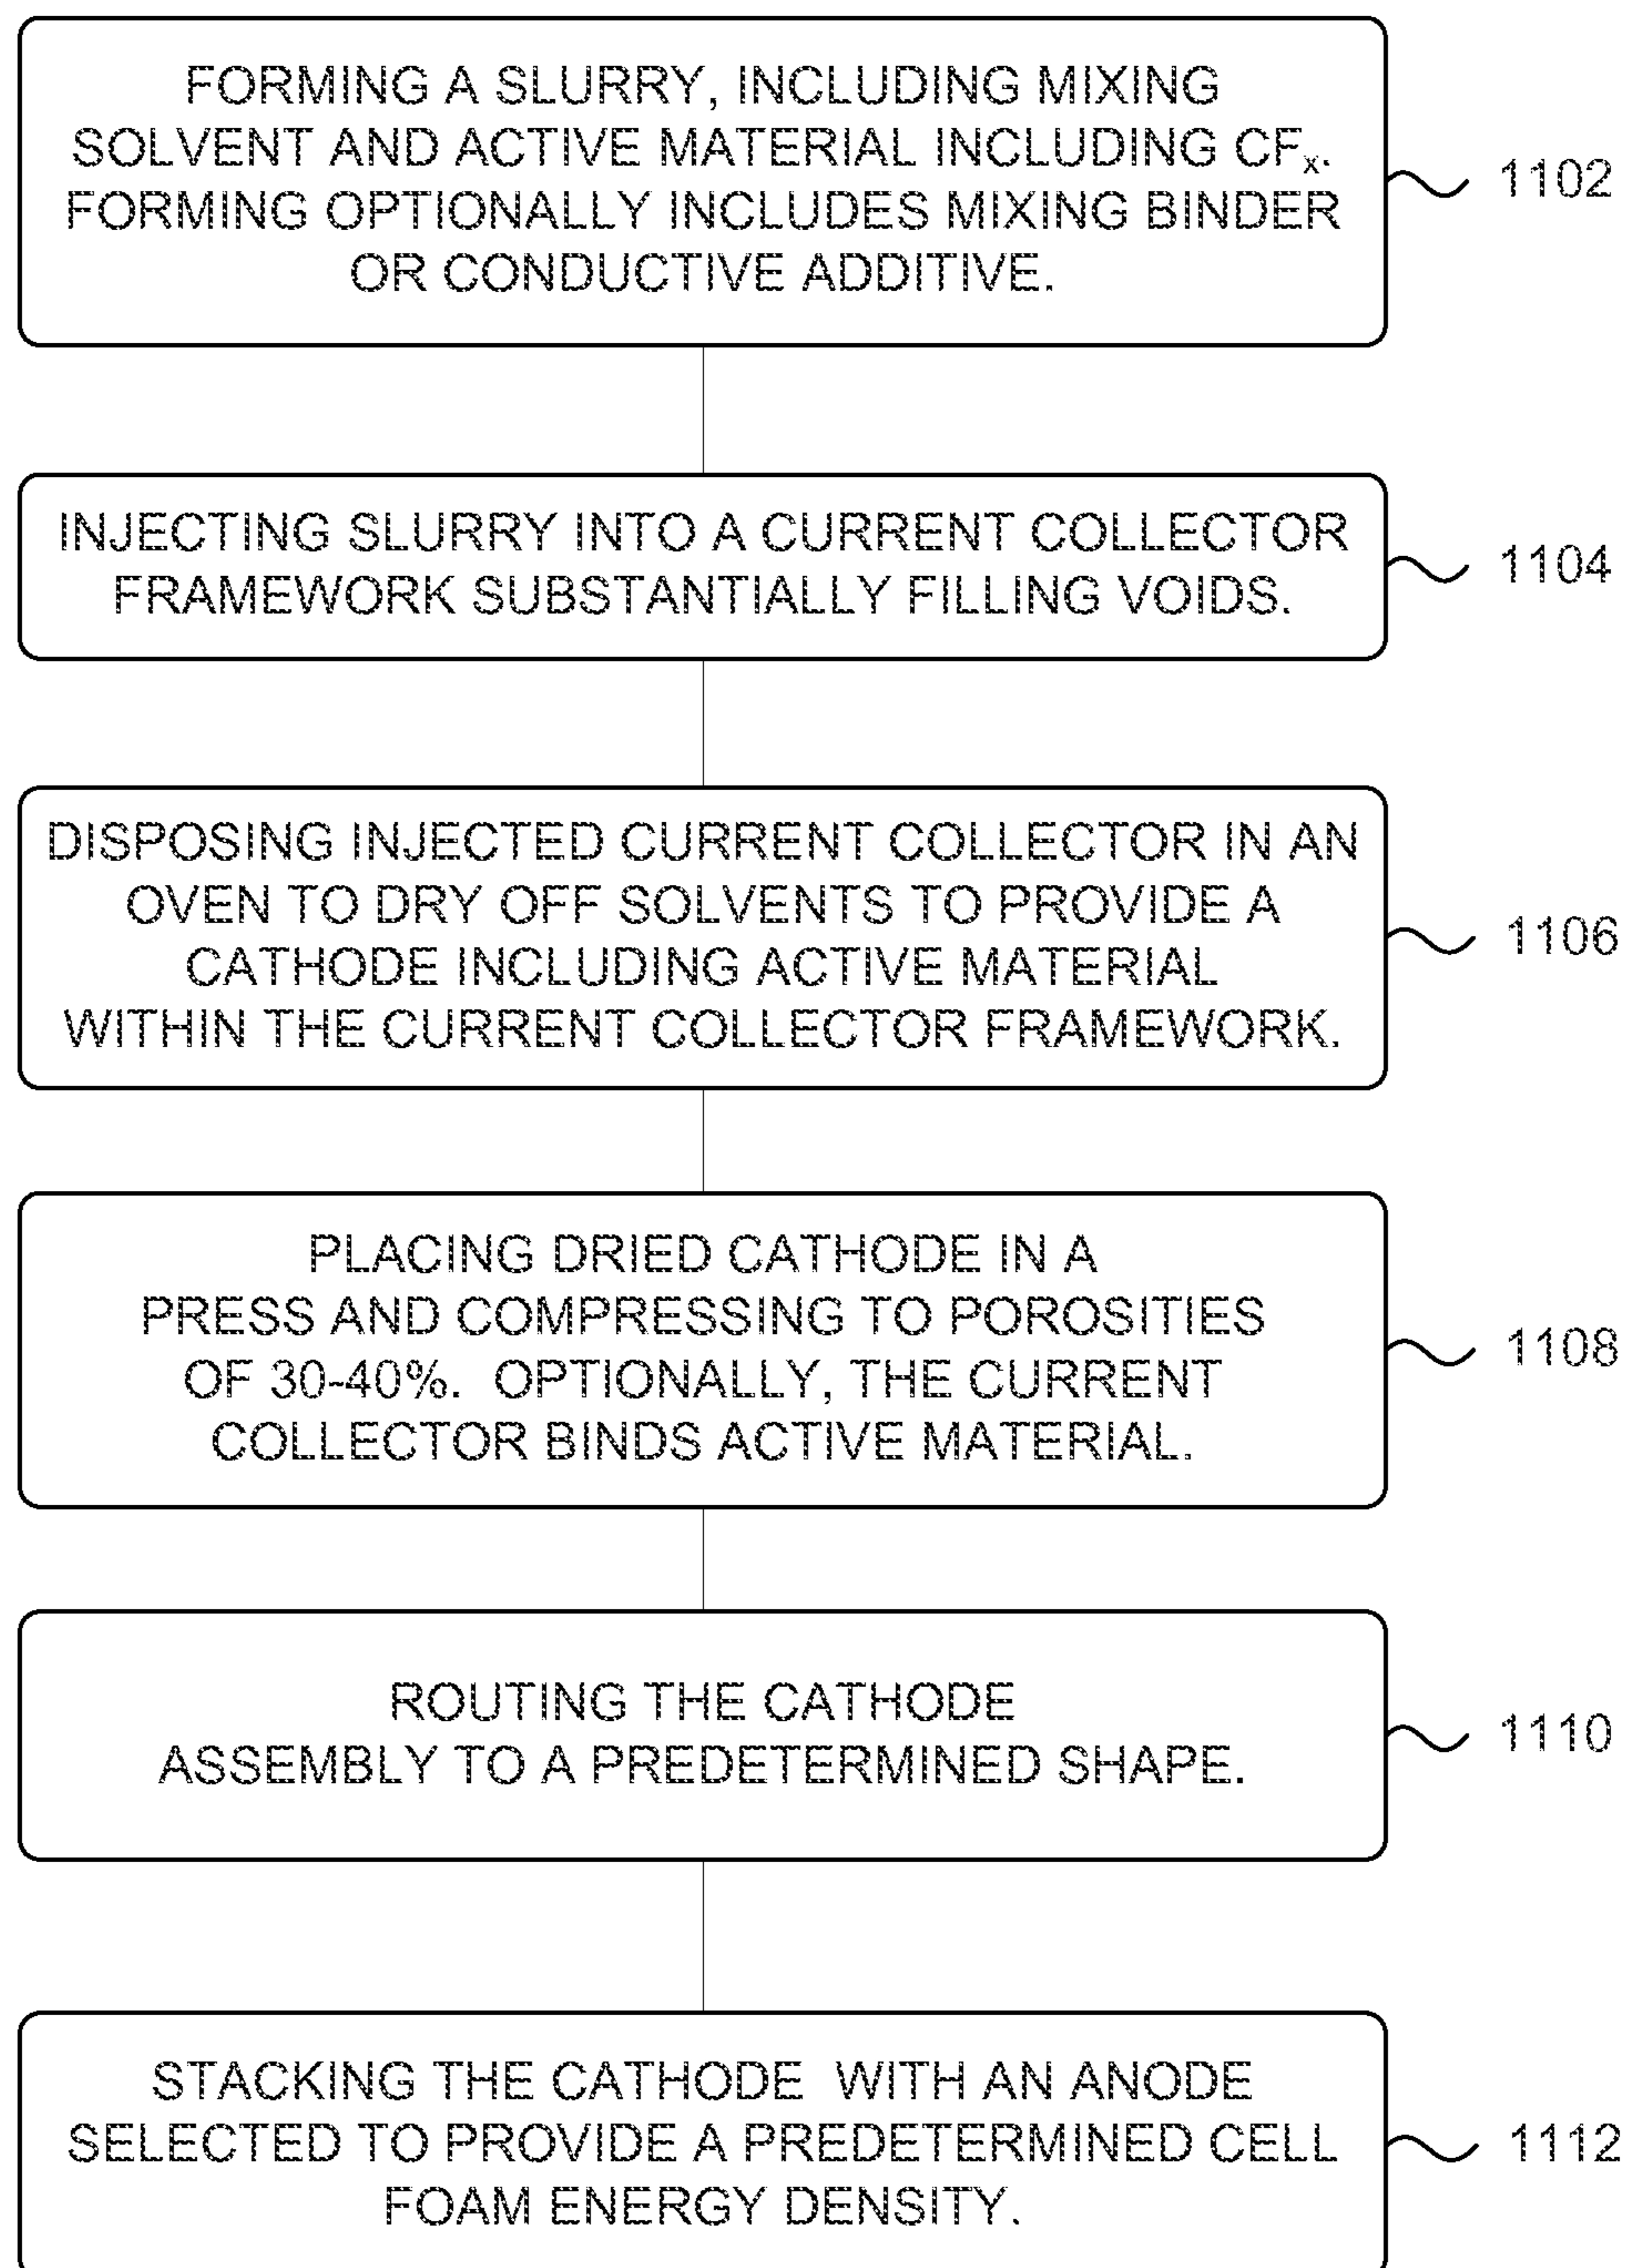 FORMING A SLURRY, INCLUDING MIXING
SOLVENT AND ACTIVE MATERIAL INCLUDING CFₓ.
FORMING OPTIONALLY INCLUDES MIXING BINDER
OR CONDUCTIVE ADDITIVE.
1102
INJECTING SLURRY INTO A CURRENT COLLECTOR
FRAMEWORK SUBSTANTIALLY FILLING VOIDS.
1104
DISPOSING INJECTED CURRENT COLLECTOR IN AN
OVEN TO DRY OFF SOLVENTS TO PROVIDE A
CATHODE INCLUDING ACTIVE MATERIAL
WITHIN THE CURRENT COLLECTOR FRAMEWORK.
1106
PLACING DRIED CATHODE IN A
PRESS AND COMPRESSING TO POROSITIES
OF 30-40%. OPTIONALLY, THE CURRENT
COLLECTOR BINDS ACTIVE MATERIAL.
1108
ROUTING THE CATHODE
ASSEMBLY TO A PREDETERMINED SHAPE.
1110
STACKING THE CATHODE WITH AN ANODE
SELECTED TO PROVIDE A PREDETERMINED CELL
FOAM ENERGY DENSITY.
1112